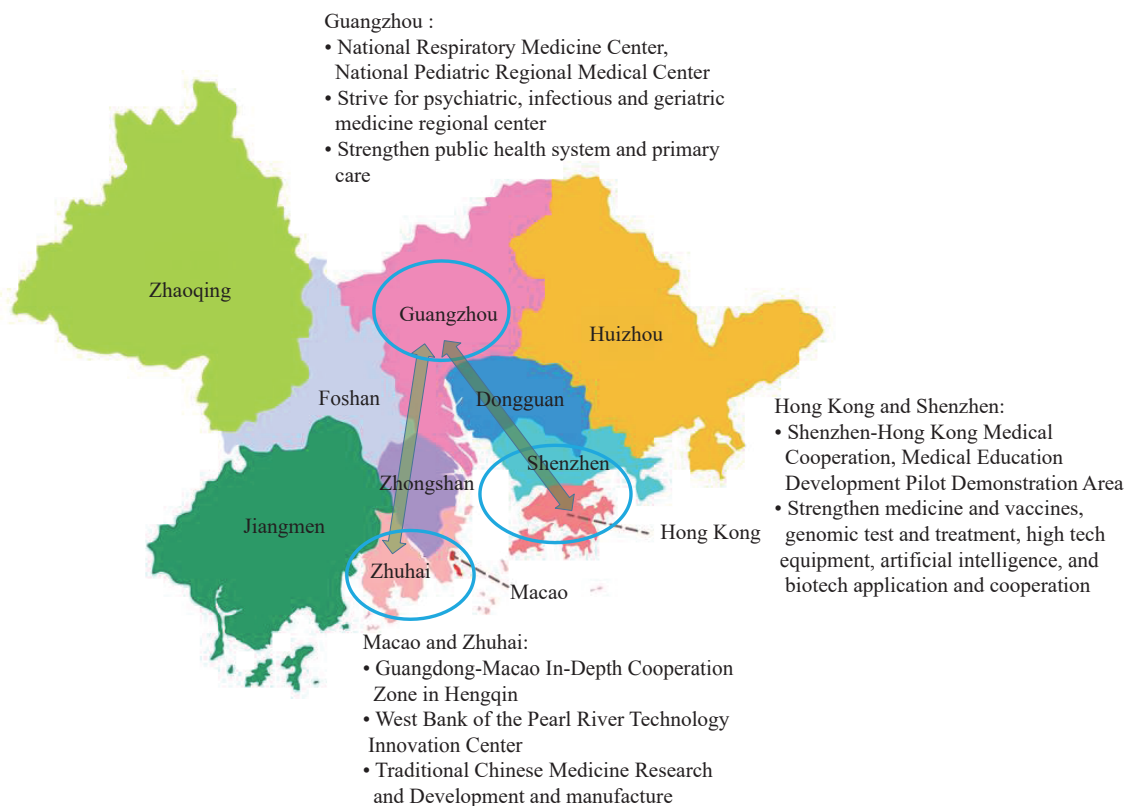 Guangzhou :
• National Respiratory Medicine Center,
National Pediatric Regional Medical Center
• Strive for psychiatric, infectious and geriatric
medicine regional center
• Strengthen public health system and primary
care
Zhaoqing
Guangzhou
Huizhou
Foshan
Dongguan
Hong Kong and Shenzhen:
• Shenzhen-Hong Kong Medical
Cooperation, Medical Education
Development Pilot Demonstration Area
• Strengthen medicine and vaccines,
genomic test and treatment, high tech
equipment, artificial intelligence, and
biotech application and cooperation
Shenzhen
Zhongshan
Jiangmen
Hong Kong
Zhuhai
Macao
Macao and Zhuhai:
• Guangdong-Macao In-Depth Cooperation
Zone in Hengqin
• West Bank of the Pearl River Technology
Innovation Center
• Traditional Chinese Medicine Research
and Development and manufacture